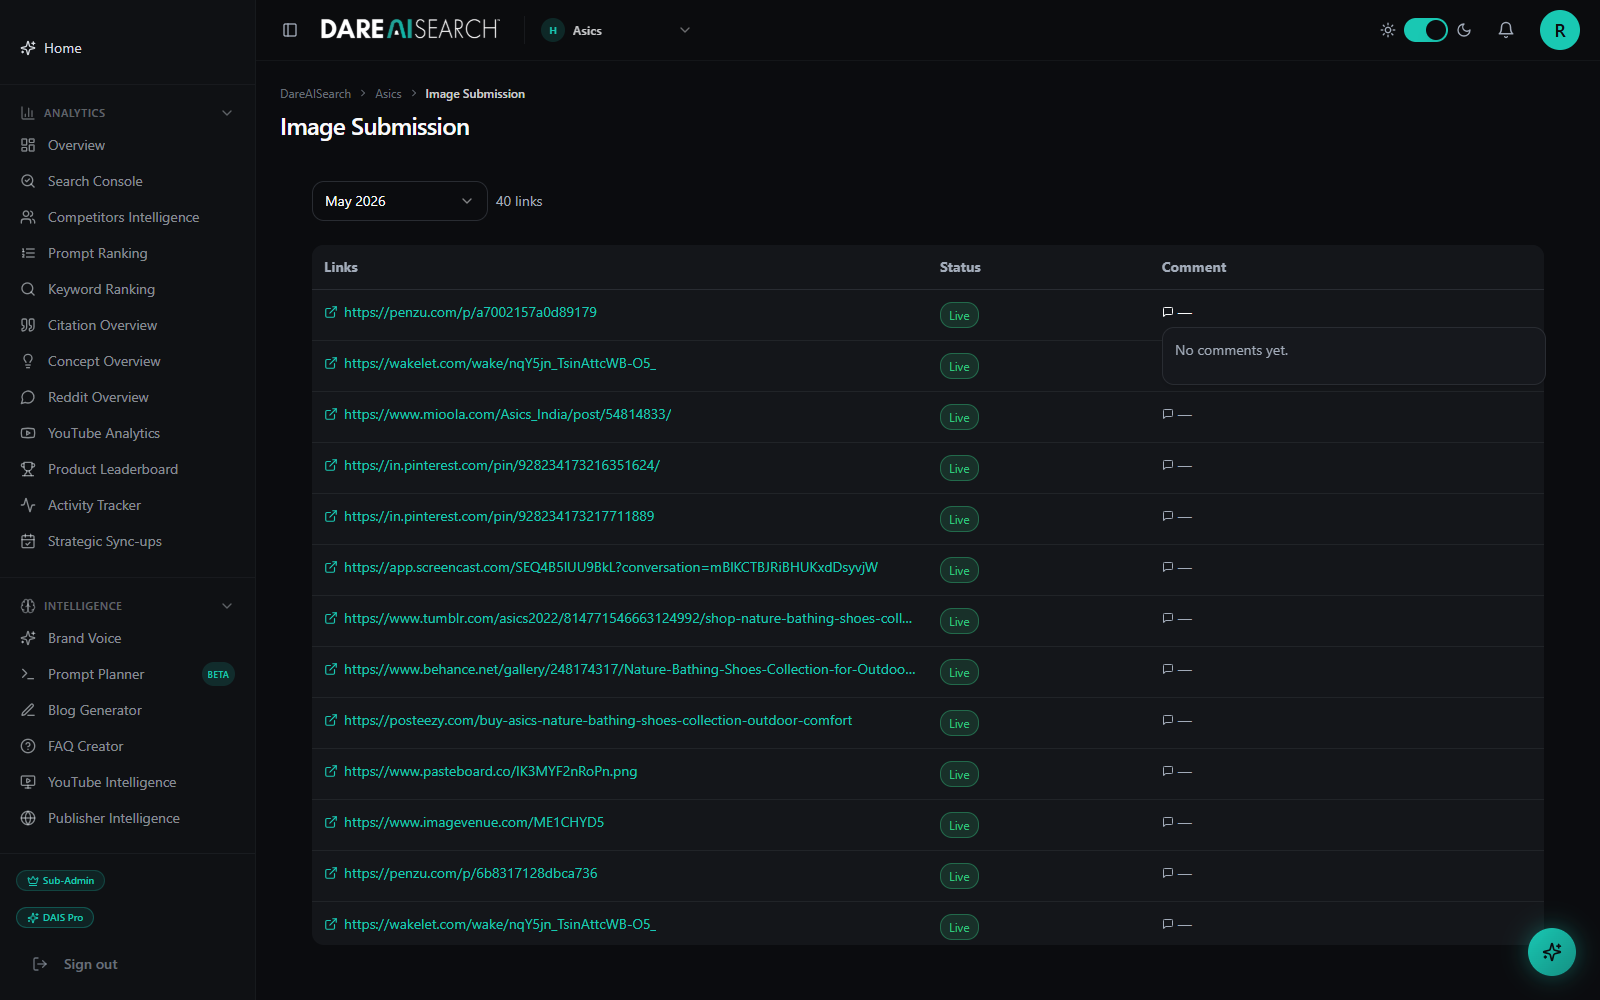 Home
DARE AI SEARCH
H Asics
R
DareAISearch > Asics > Image Submission
Image Submission
ANALYTICS
Overview
Search Console
Competitors Intelligence
Prompt Ranking
Keyword Ranking
Citation Overview
Concept Overview
Reddit Overview
YouTube Analytics
Product Leaderboard
Activity Tracker
Strategic Sync-ups
INTELLIGENCE
Brand Voice
Prompt Planner BETA
Blog Generator
FAQ Creator
YouTube Intelligence
Publisher Intelligence
Sub-Admin
DAIS Pro
Sign out
May 2026 40 links
Links Status Comment
https://penzu.com/p/a7002157a0d89179 Live —
No comments yet.
https://wakelet.com/wake/nqY5jn_TsinAttcWB-O5_ Live
https://www.mioola.com/Asics_India/post/54814833/ Live —
https://in.pinterest.com/pin/928234173216351624/ Live —
https://in.pinterest.com/pin/928234173217711889 Live —
https://app.screencast.com/SEQ4B5IUU9BkL?conversation=mBIKCTBJRiBHUKxdDsyvjW Live —
https://www.tumblr.com/asics2022/814771546663124992/shop-nature-bathing-shoes-coll... Live —
https://www.behance.net/gallery/248174317/Nature-Bathing-Shoes-Collection-for-Outdoo... Live —
https://posteezy.com/buy-asics-nature-bathing-shoes-collection-outdoor-comfort Live —
https://www.pasteboard.co/IK3MYF2nRoPn.png Live —
https://www.imagevenue.com/ME1CHYD5 Live —
https://penzu.com/p/6b8317128dbca736 Live —
https://wakelet.com/wake/nqY5jn_TsinAttcWB-O5_ Live —